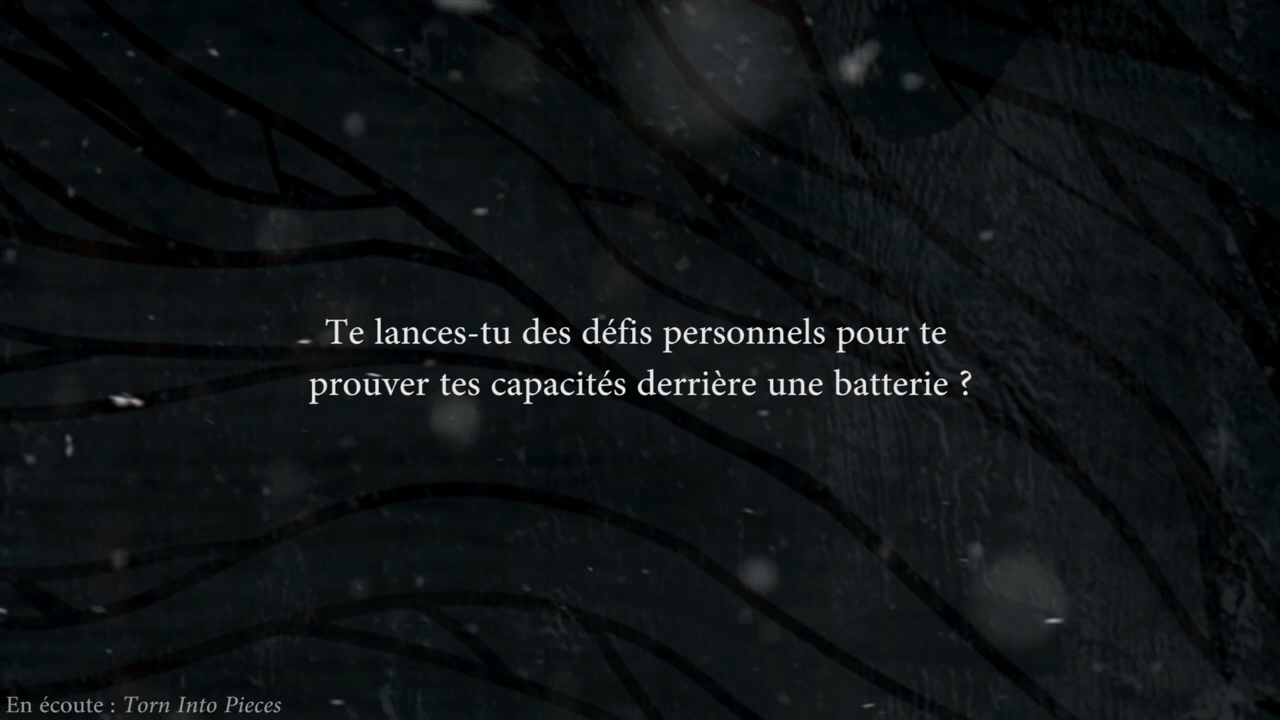 Te lances-tu des défis personnels pour te
prouver tes capacités derrière une batterie ?
En écoute : Torn Into Pieces